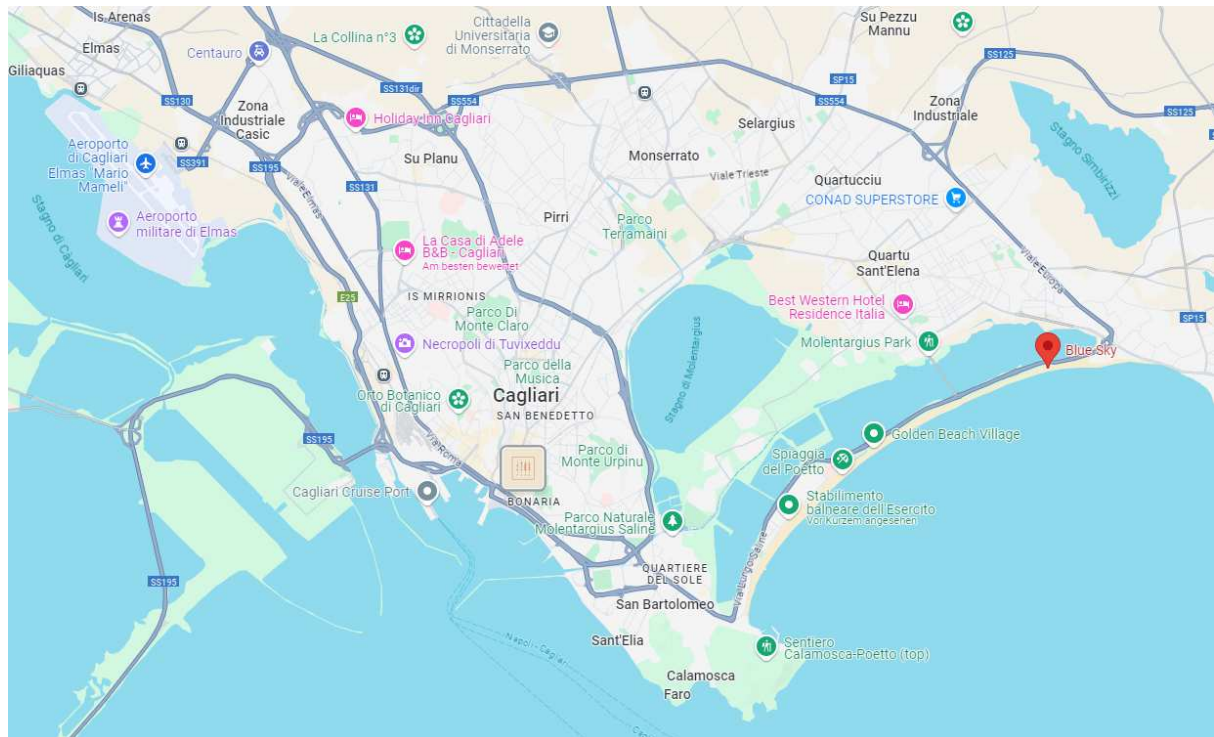 Is Arenas
Elmas
Giliaquas
SS130
Centauro
La Collina n°3
Cittadella
Universitaria
di Monserrato
Su Pezzu
Mannu
SS125
SP15
SS554
SS131dir
SS554
Zona
Industriale
Casic
Holiday Inn Cagliari
Zona
Industriale
SS125
Selargius
Stagno Simbirizzi
Aeroporto
di Cagliari
Elmas "Mario
Mameli"
SS391
SS195
Viale Elmas
SS131
Su Planu
Monserrato
Viale Trieste
Quartucciu
CONAD SUPERSTORE
Stagno di Cagliari
Aeroporto
militare di Elmas
Pirri
Parco
Terramaini
La Casa di Adele
B&B - Cagliari
Am besten bewertet
Quartu
Sant'Elena
Viale Europa
E25
IS MIRRIONIS
Parco Di
Monte Claro
Best Western Hotel
Residence Italia
SP15
Necropoli di Tuvixeddu
Stagno di Molentargius
Molentargius Park
Blue Sky
Parco della
Musica
Orto Botanico
di Cagliari
Cagliari
SAN BENEDETTO
Via Roma
SS195
Golden Beach Village
Parco di
Monte Urpinu
Spiaggia
del Poetto
Cagliari Cruise Port
BONARIA
Stabilimento
balneare dell'Esercito
Vor Kurzem angesehen
Parco Naturale
Molentargius Saline
Via Lungo Saline
SS195
QUARTIERE
DEL SOLE
San Bartolomeo
Sant'Elia
Napoli - Cagliari
Sentiero
Calamosca-Poetto (top)
Calamosca
Faro